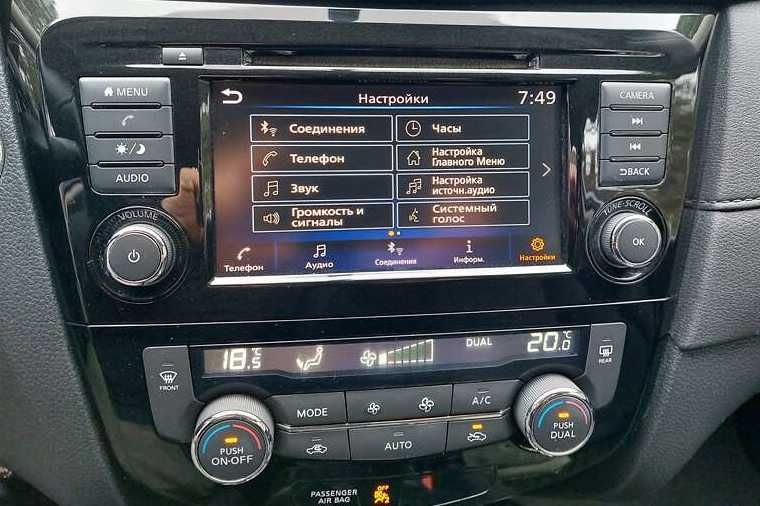 MENU
AUDIO
VOLUME
Настройки
7:49
Соединения
Часы
Телефон
Настройка
Главного Меню
Звук
Настройка
источн.аудио
Громкость и
сигналы
Системный
голос
Телефон
Аудио
Соединения
Информ.
Настройки
CAMERA
BACK
TUNE·SCROLL
OK
18.5°C
DUAL
20.0°C
FRONT
REAR
MODE
A/C
AUTO
PUSH
ON·OFF
PUSH
DUAL
PASSENGER
AIR BAG
OFF
2